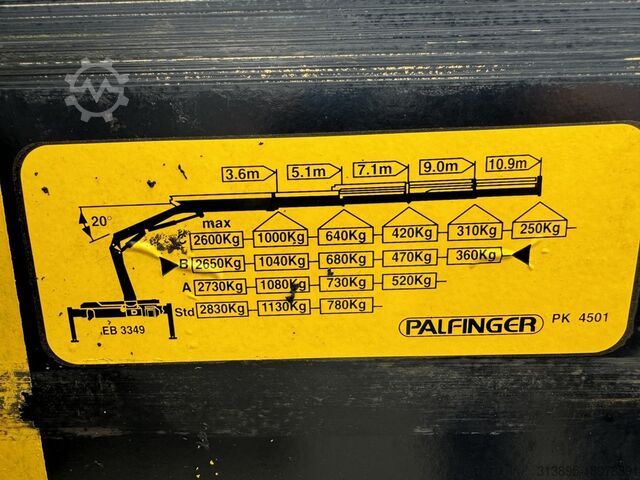 3.6m 5.1m 7.1m 9.0m 10.9m
20°
max
2600Kg 1000Kg 640Kg 420Kg 310Kg 250Kg
B 2650Kg 1040Kg 680Kg 470Kg 360Kg
A 2730Kg 1080Kg 730Kg 520Kg
Std 2830Kg 1130Kg 780Kg
EB 3349
PALFINGER PK 4501